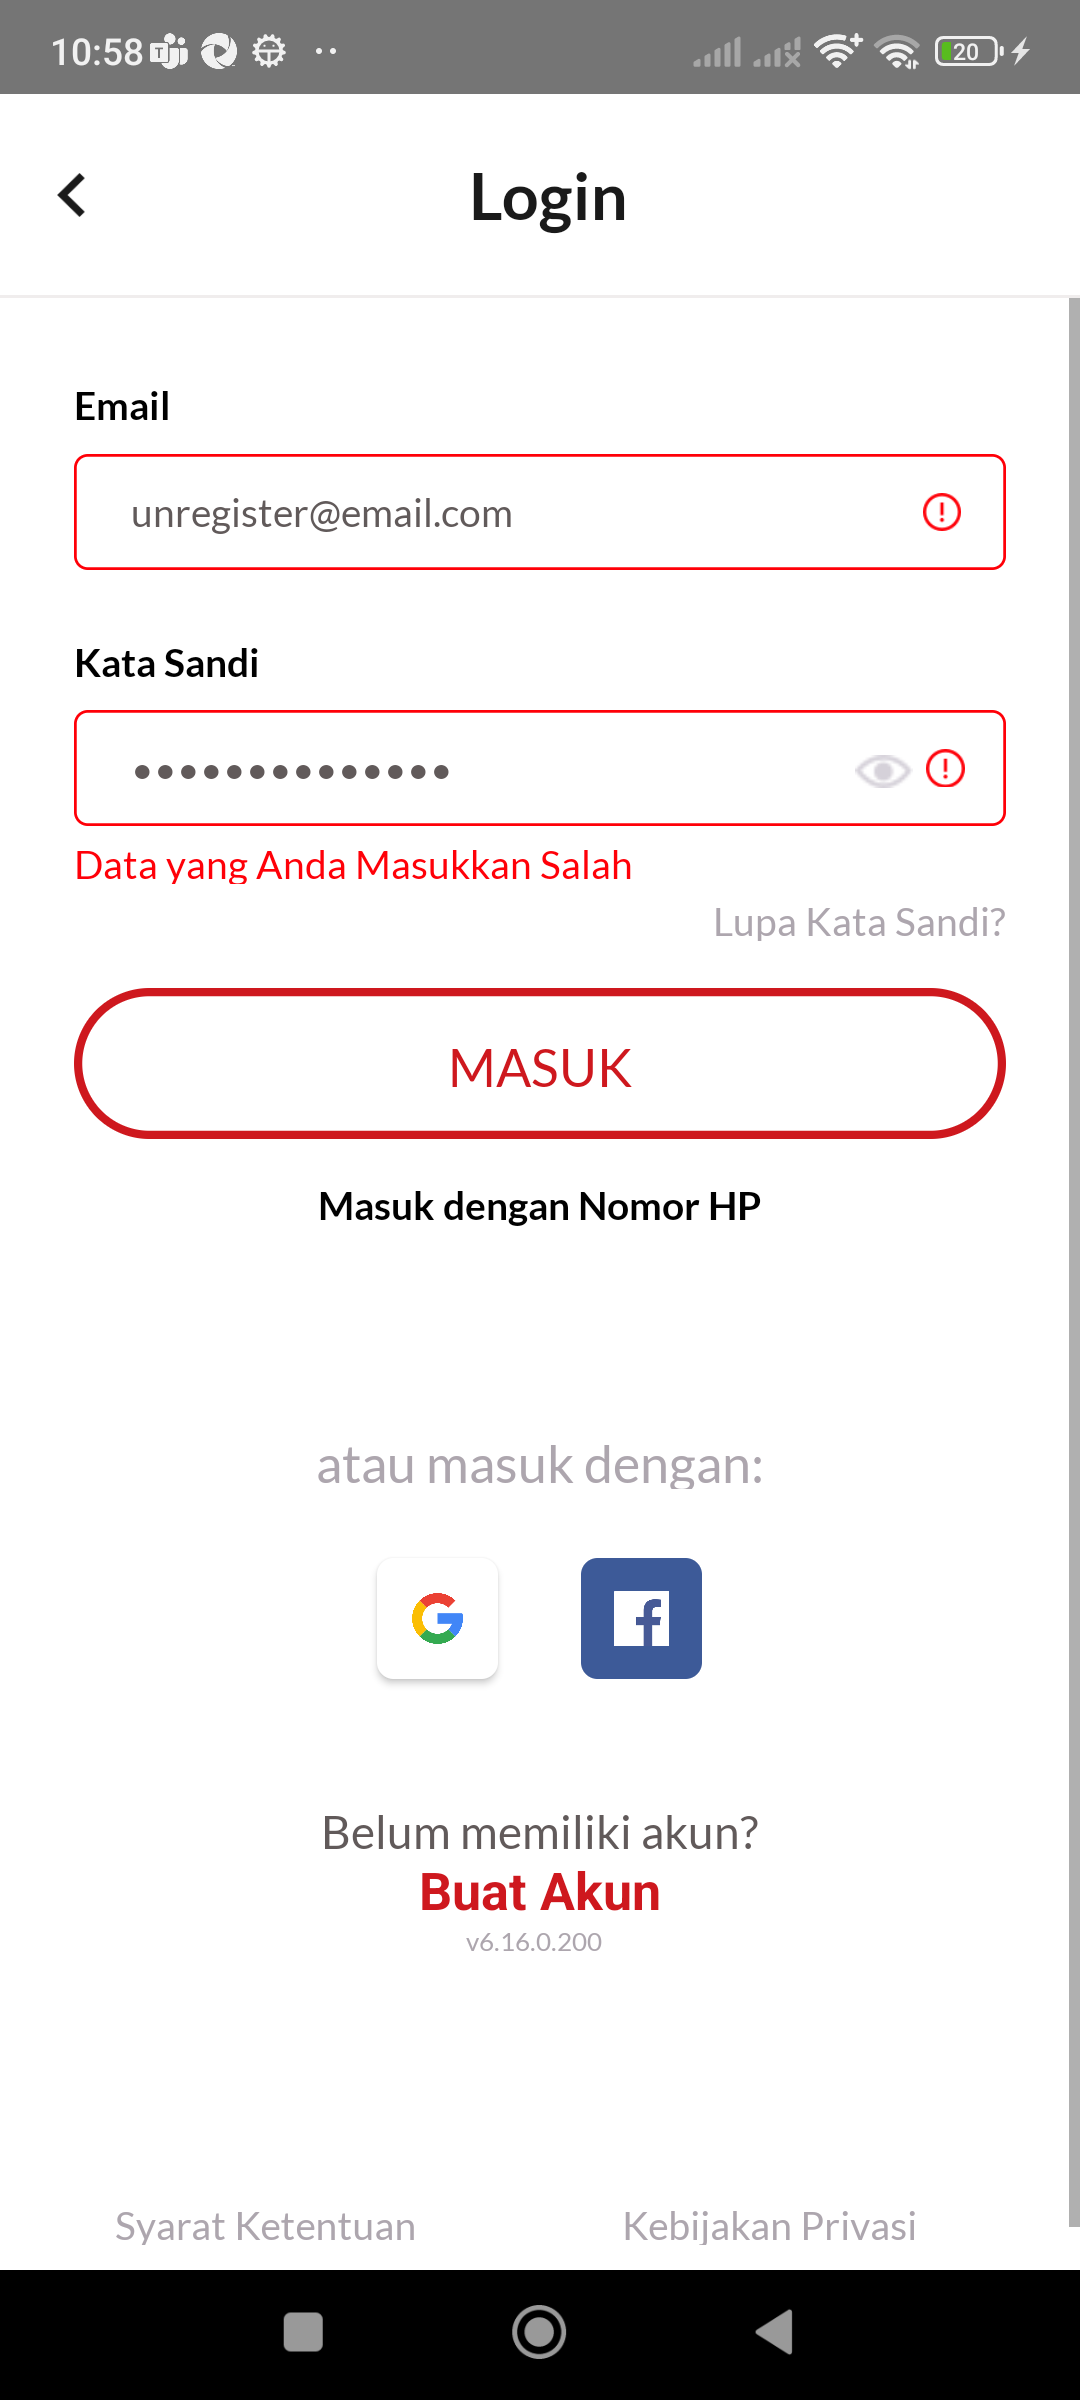 10:58
20
Login
Email
unregister@email.com
Kata Sandi
••••••••••••••
Data yang Anda Masukkan Salah
Lupa Kata Sandi?
MASUK
Masuk dengan Nomor HP
atau masuk dengan:
Belum memiliki akun?
Buat Akun
v6.16.0.200
Syarat Ketentuan
Kebijakan Privasi